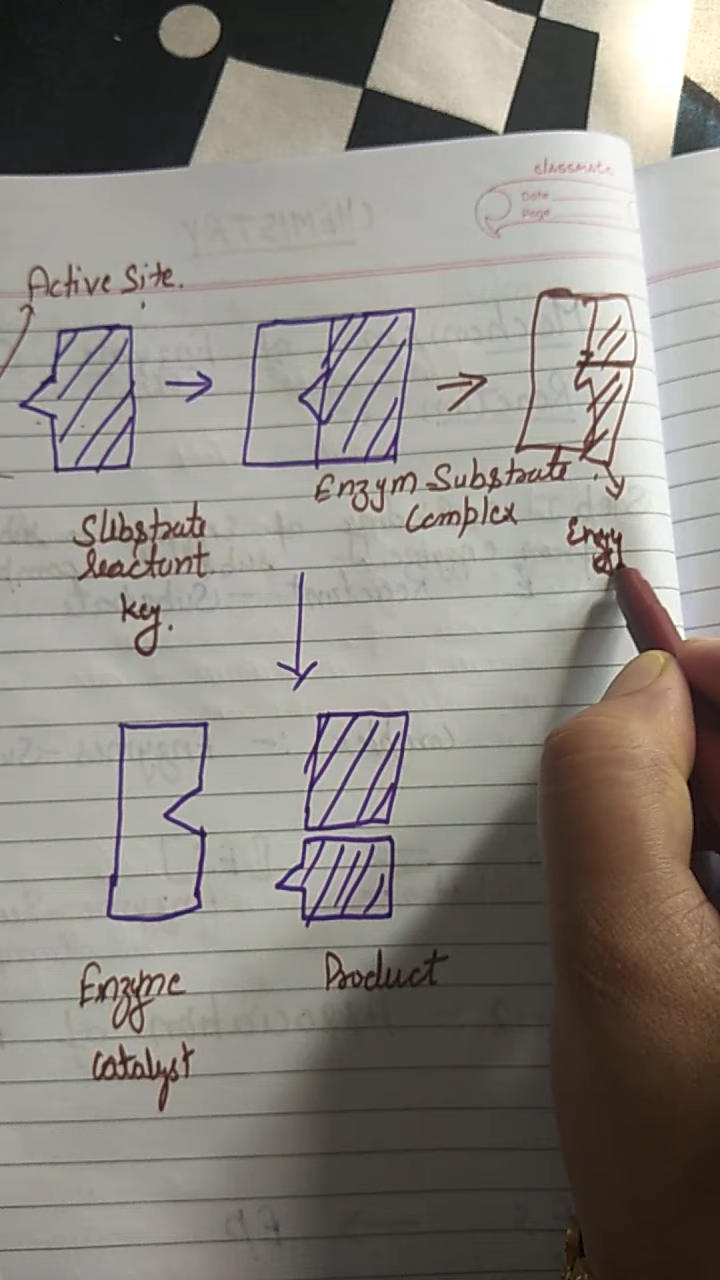 classmate
Date
Page
Active Site.
Enzym Substrate
Complex
Substrate
reactant
key.
Enzyme
catalyst
Product